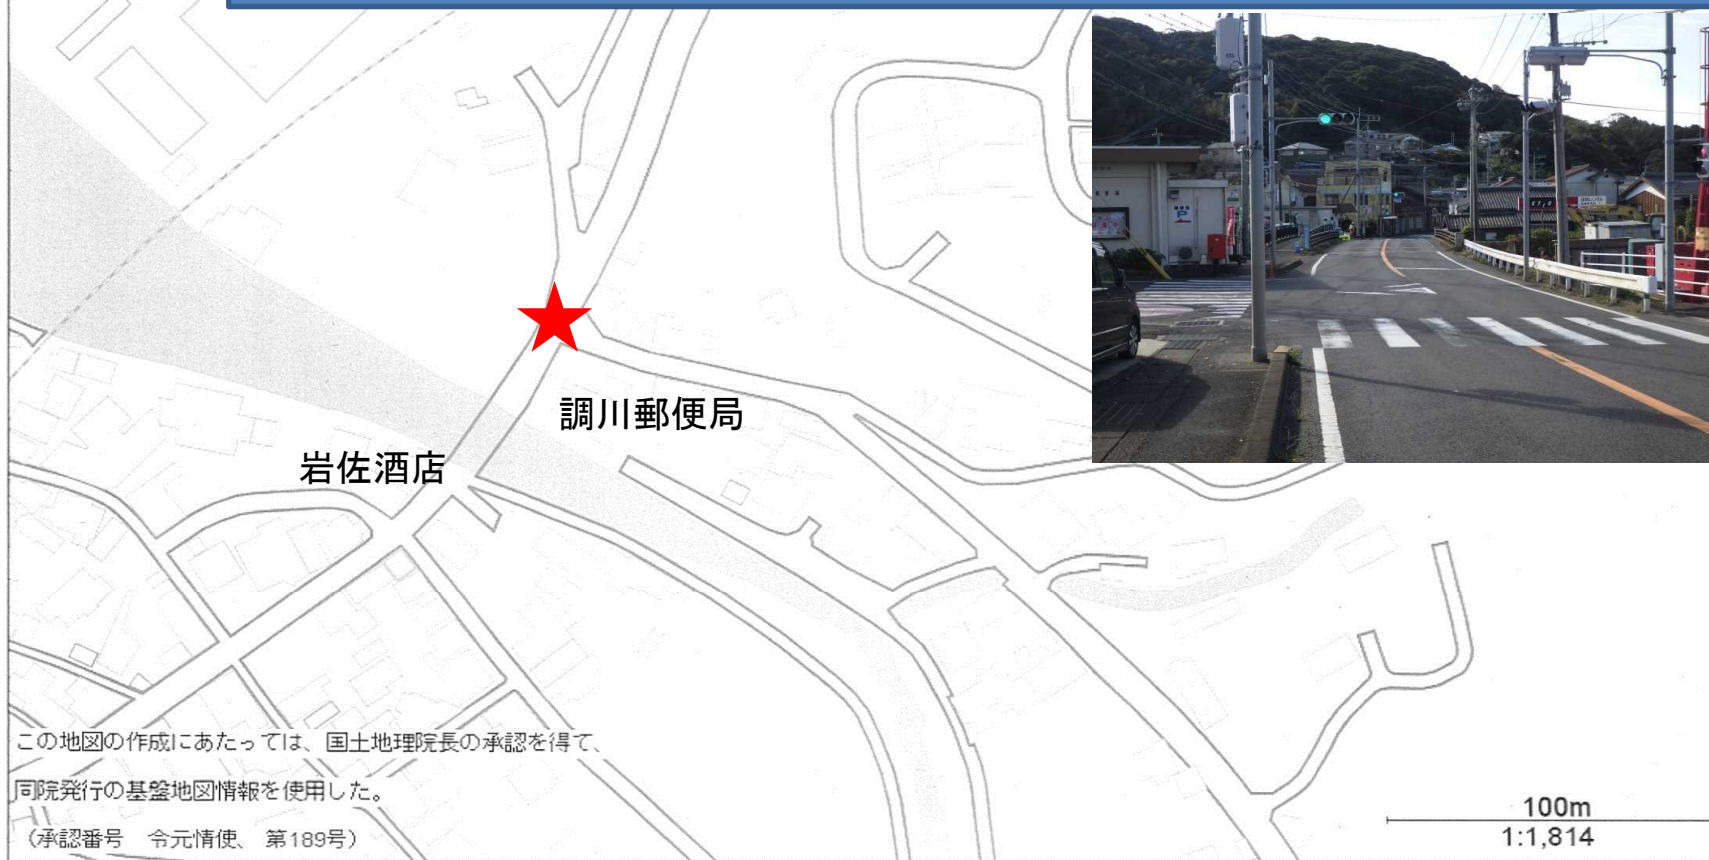 調川郵便局
岩佐酒店
P
この地図の作成にあたっては、国土地理院長の承認を得て、
同院発行の基盤地図情報を使用した。
（承認番号　令元情使、　第189号）
100m
1:1,814